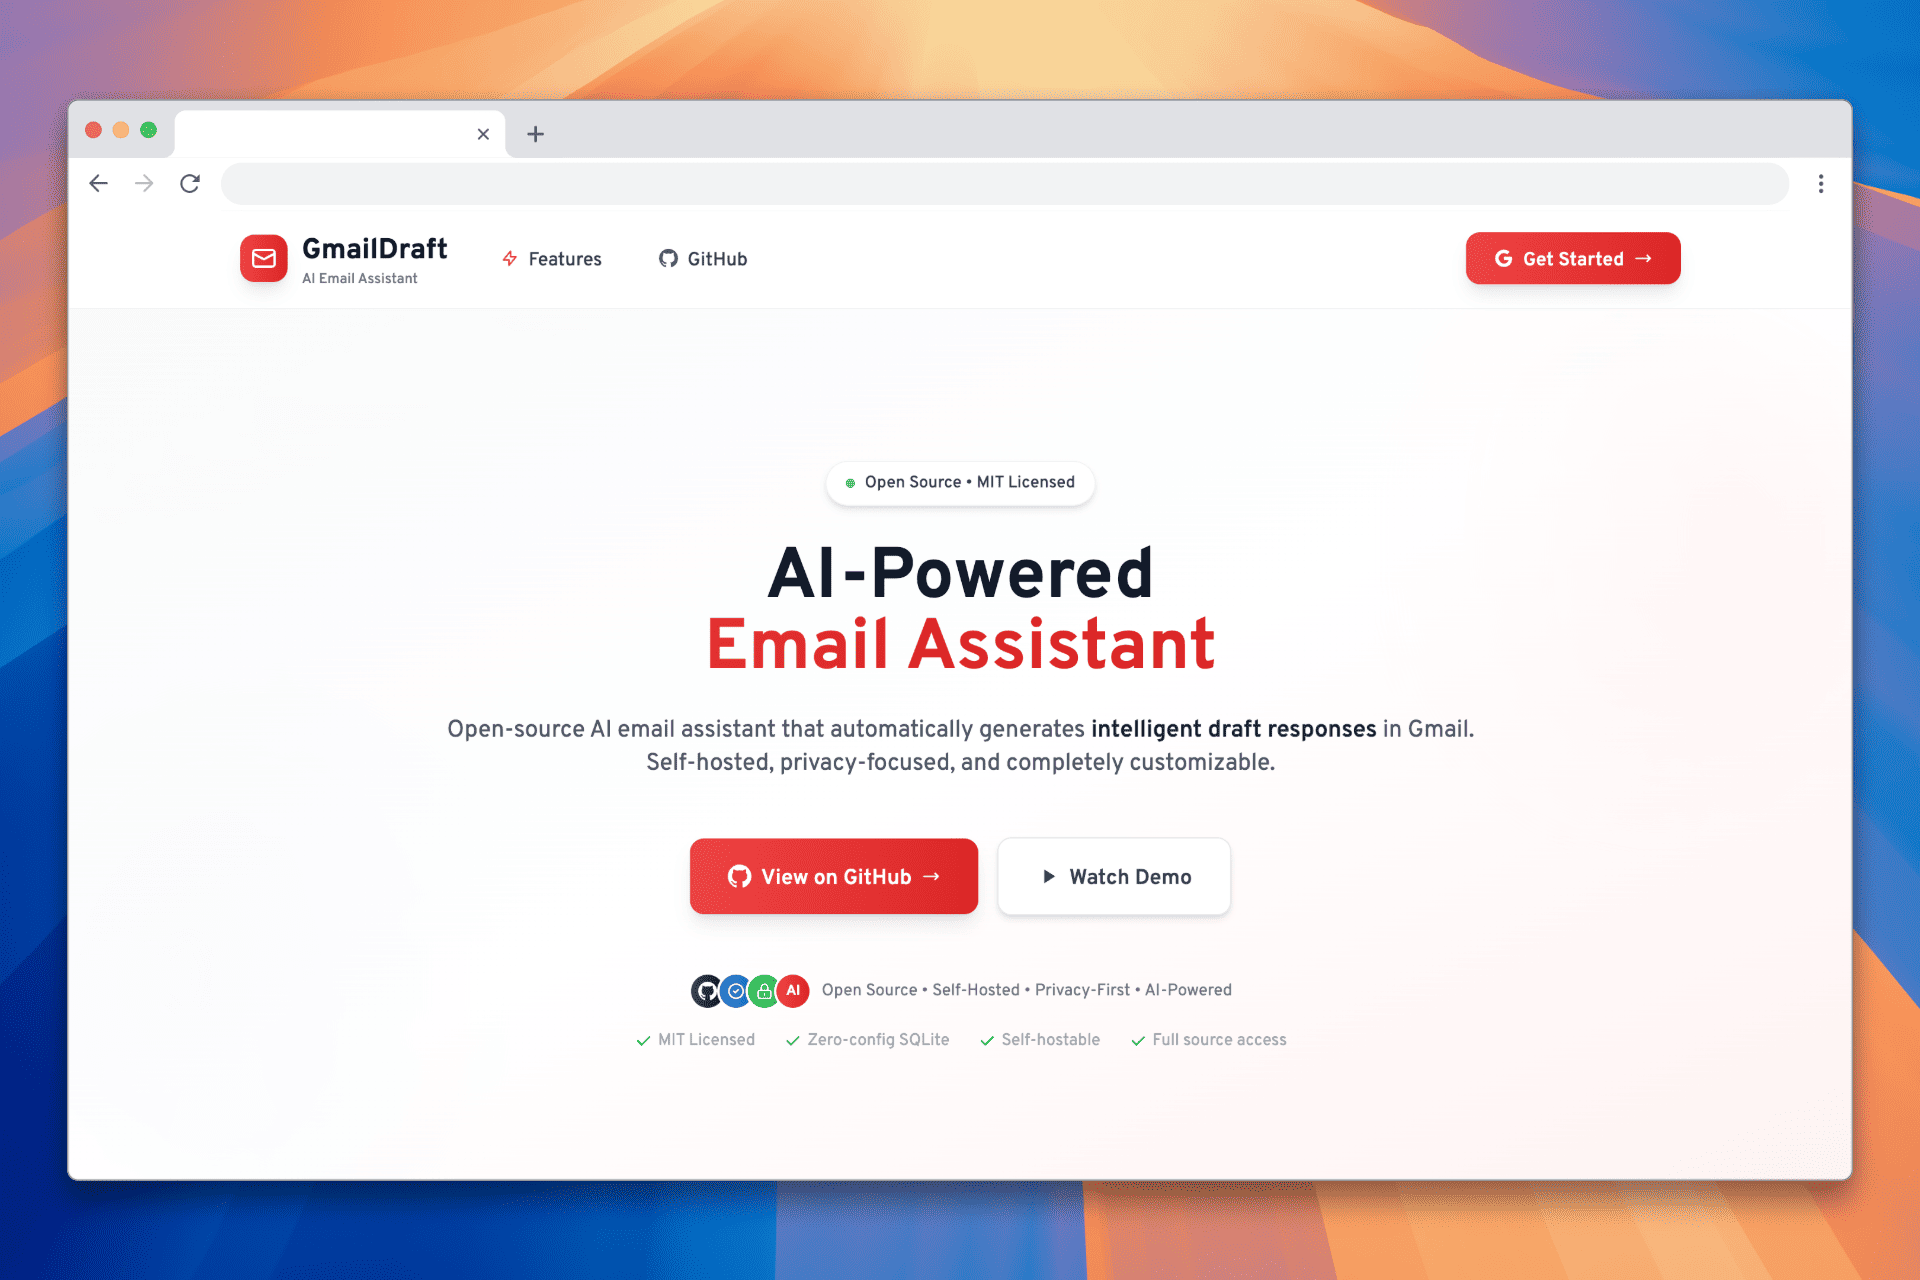 GmailDraft
AI Email Assistant
Features
GitHub
Get Started →
Open Source • MIT Licensed
AI-Powered
Email Assistant
Open-source AI email assistant that automatically generates intelligent draft responses in Gmail.
Self-hosted, privacy-focused, and completely customizable.
View on GitHub →
Watch Demo
AI
Open Source • Self-Hosted • Privacy-First • AI-Powered
MIT Licensed
Zero-config SQLite
Self-hostable
Full source access